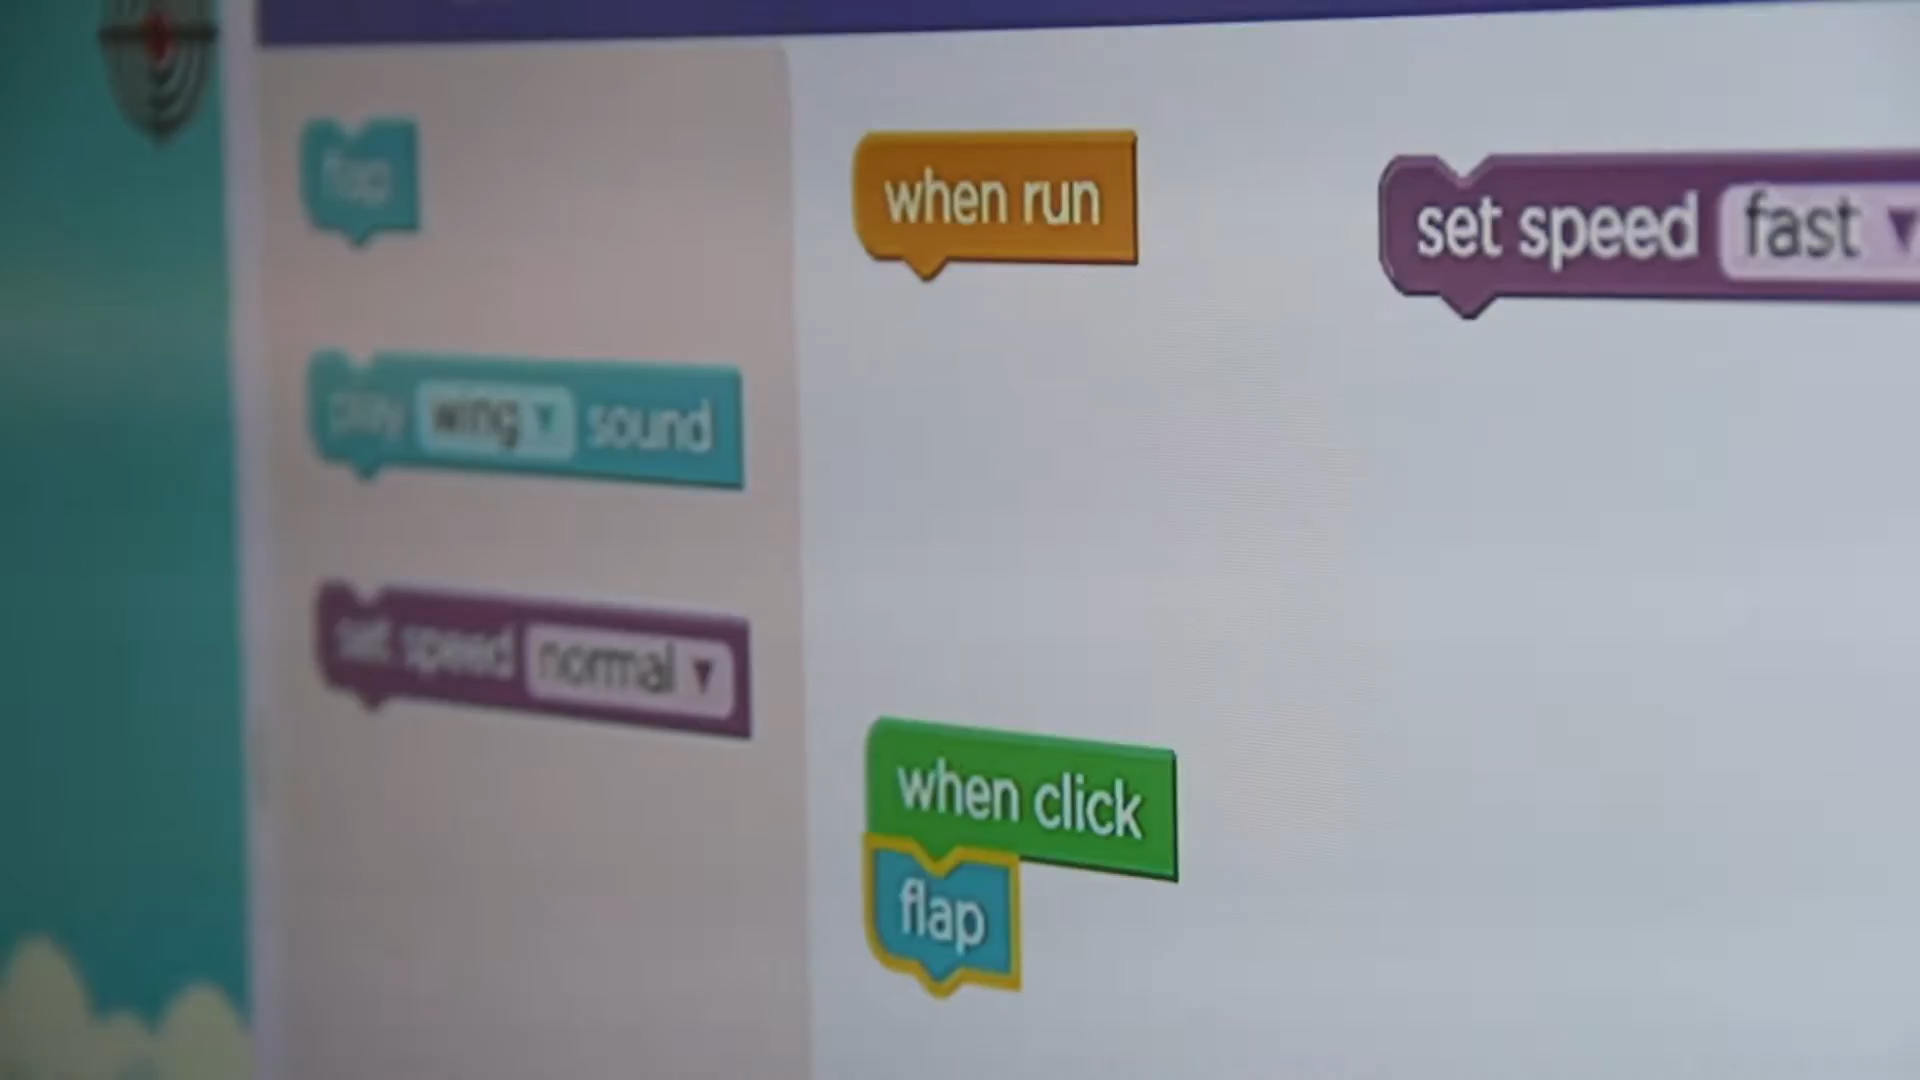 flap
play wing ▼ sound
set speed normal ▼
when run
set speed fast ▼
when click
flap